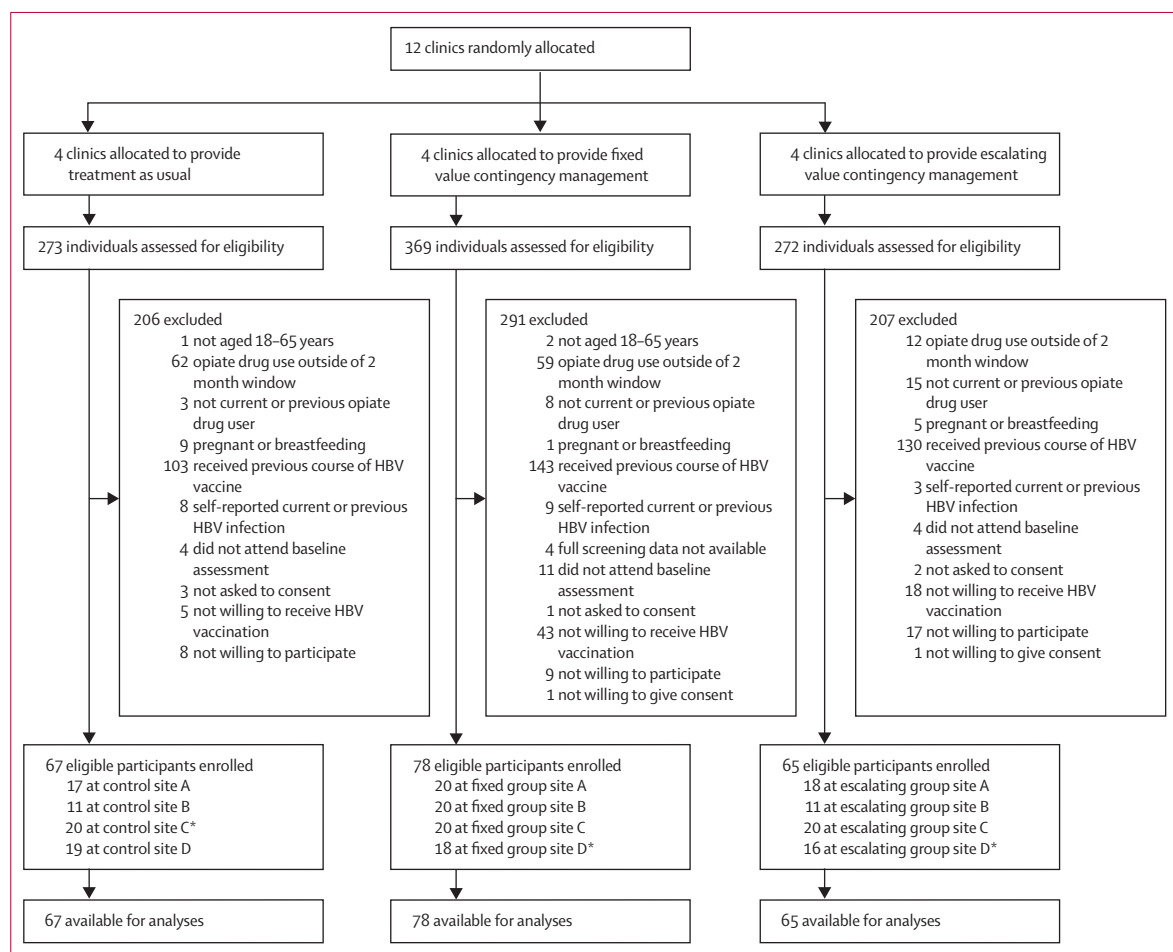 12 clinics randomly allocated
4 clinics allocated to provide
treatment as usual
4 clinics allocated to provide fixed
value contingency management
4 clinics allocated to provide escalating
value contingency management
273 individuals assessed for eligibility
369 individuals assessed for eligibility
272 individuals assessed for eligibility
206 excluded
1 not aged 18–65 years
62 opiate drug use outside of 2
month window
3 not current or previous opiate
drug user
9 pregnant or breastfeeding
103 received previous course of HBV
vaccine
8 self-reported current or previous
HBV infection
4 did not attend baseline
assessment
3 not asked to consent
5 not willing to receive HBV
vaccination
8 not willing to participate
291 excluded
2 not aged 18–65 years
59 opiate drug use outside of 2
month window
8 not current or previous opiate
drug user
1 pregnant or breastfeeding
143 received previous course of HBV
vaccine
9 self-reported current or previous
HBV infection
4 full screening data not available
11 did not attend baseline
assessment
1 not asked to consent
43 not willing to receive HBV
vaccination
9 not willing to participate
1 not willing to give consent
207 excluded
12 opiate drug use outside of 2
month window
15 not current or previous opiate
drug user
5 pregnant or breastfeeding
130 received previous course of HBV
vaccine
3 self-reported current or previous
HBV infection
4 did not attend baseline
assessment
2 not asked to consent
18 not willing to receive HBV
vaccination
17 not willing to participate
1 not willing to give consent
67 eligible participants enrolled
17 at control site A
11 at control site B
20 at control site C*
19 at control site D
78 eligible participants enrolled
20 at fixed group site A
20 at fixed group site B
20 at fixed group site C
18 at fixed group site D*
65 eligible participants enrolled
18 at escalating group site A
11 at escalating group site B
20 at escalating group site C
16 at escalating group site D*
67 available for analyses
78 available for analyses
65 available for analyses